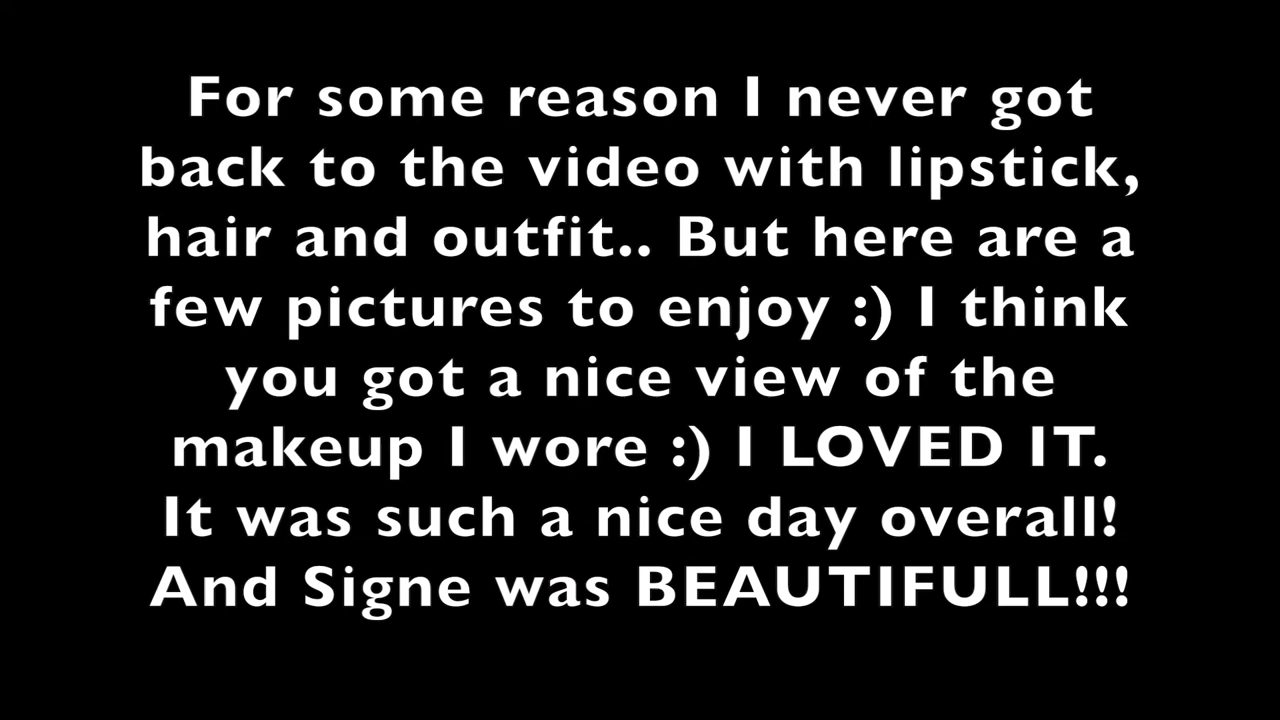 For some reason I never got
back to the video with lipstick,
hair and outfit.. But here are a
few pictures to enjoy :) I think
you got a nice view of the
makeup I wore :) I LOVED IT.
It was such a nice day overall!
And Signe was BEAUTIFULL!!!